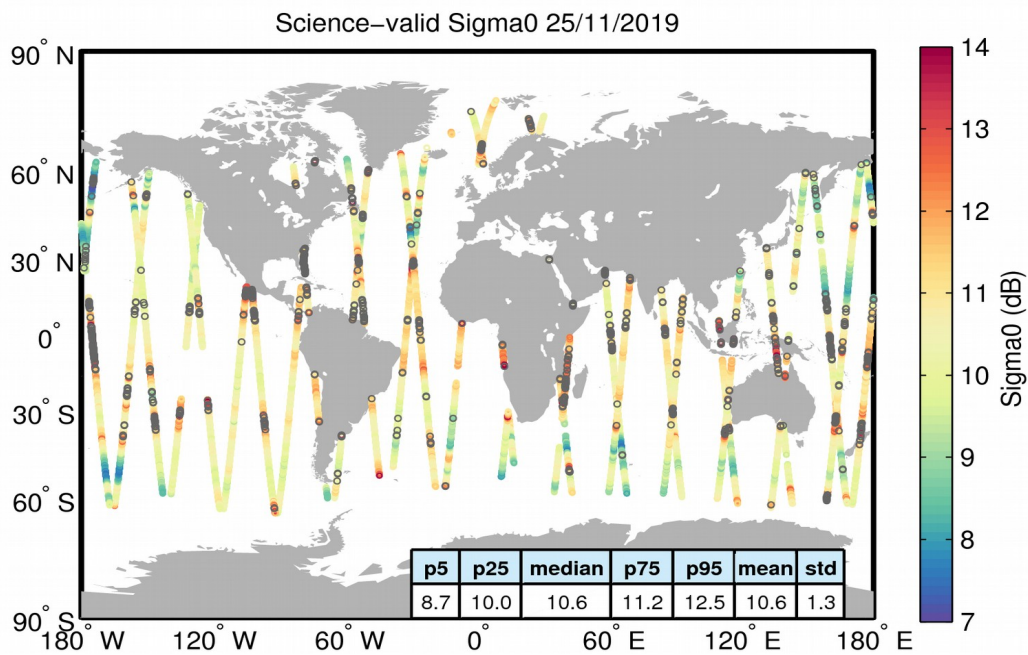 Science−valid Sigma0 25/11/2019
90° N
60° N
30° N
0°
30° S
60° S
90° S
180° W
120° W
60° W
0°
60° E
120° E
180° E
14
13
12
11
10
9
8
7
Sigma0 (dB)
p5 p25 median p75 p95 mean std
8.7 10.0 10.6 11.2 12.5 10.6 1.3